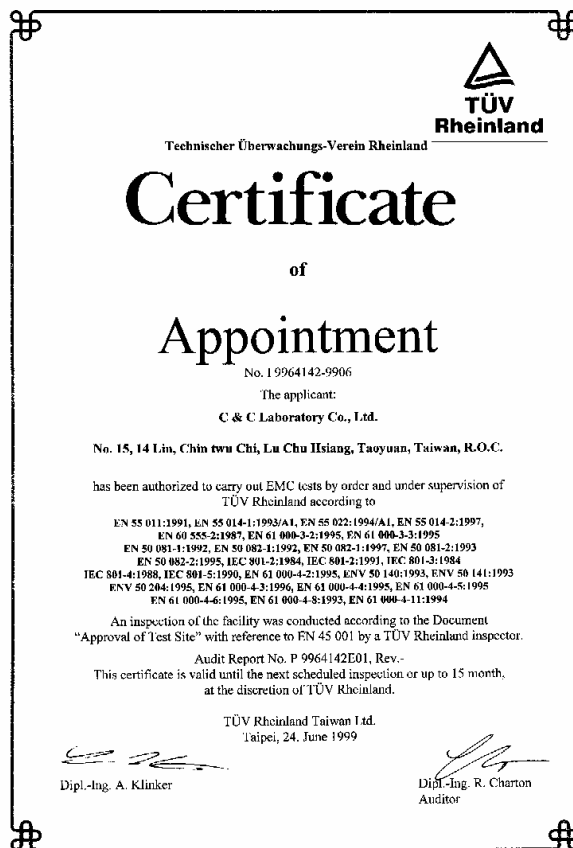 TÜV
Rheinland
Technischer Überwachungs-Verein Rheinland
Certificate
of
Appointment
No. I 9964142-9906
The applicant:
C & C Laboratory Co., Ltd.
No. 15, 14 Lin, Chin twu Chi, Lu Chu Hsiang, Taoyuan, Taiwan, R.O.C.
has been authorized to carry out EMC tests by order and under supervision of
TÜV Rheinland according to
EN 55 011:1991, EN 55 014-1:1993/A1, EN 55 022:1994/A1, EN 55 014-2:1997,
EN 60 555-2:1987, EN 61 000-3-2:1995, EN 61 000-3-3:1995
EN 50 081-1:1992, EN 50 082-1:1992, EN 50 082-1:1997, EN 50 081-2:1993
EN 50 082-2:1995, IEC 801-2:1984, IEC 801-2:1991, IEC 801-3:1984
IEC 801-4:1988, IEC 801-5:1990, EN 61 000-4-2:1995, ENV 50 140:1993, ENV 50 141:1993
ENV 50 204:1995, EN 61 000-4-3:1996, EN 61 000-4-4:1995, EN 61 000-4-5:1995
EN 61 000-4-6:1995, EN 61 000-4-8:1993, EN 61 000-4-11:1994
An inspection of the facility was conducted according to the Document
"Approval of Test Site" with reference to EN 45 001 by a TÜV Rheinland inspector.
Audit Report No. P 9964142E01, Rev.-
This certificate is valid until the next scheduled inspection or up to 15 month,
at the discretion of TÜV Rheinland.
TÜV Rheinland Taiwan Ltd.
Taipei, 24. June 1999
Dipl.-Ing. A. Klinker
Dipl.-Ing. R. Charton
Auditor